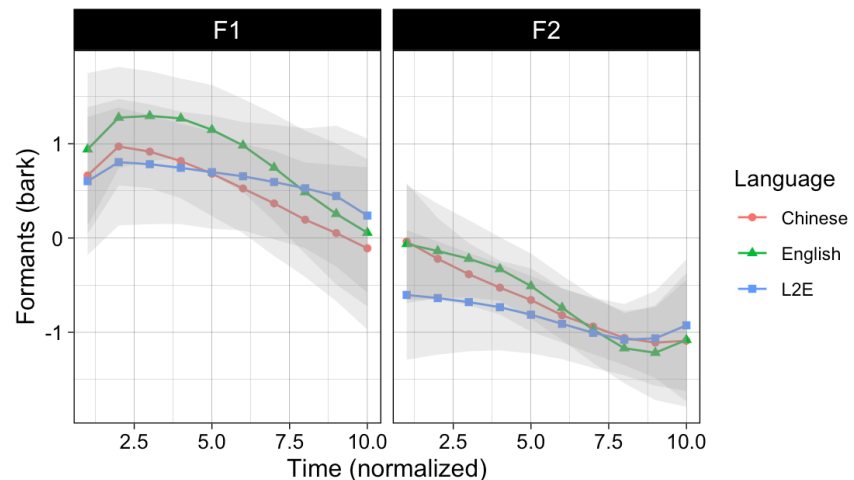 F1
F2
Formants (bark)
1
0
-1
2.5
5.0
7.5
10.0
2.5
5.0
7.5
10.0
Time (normalized)
Language
Chinese
English
L2E